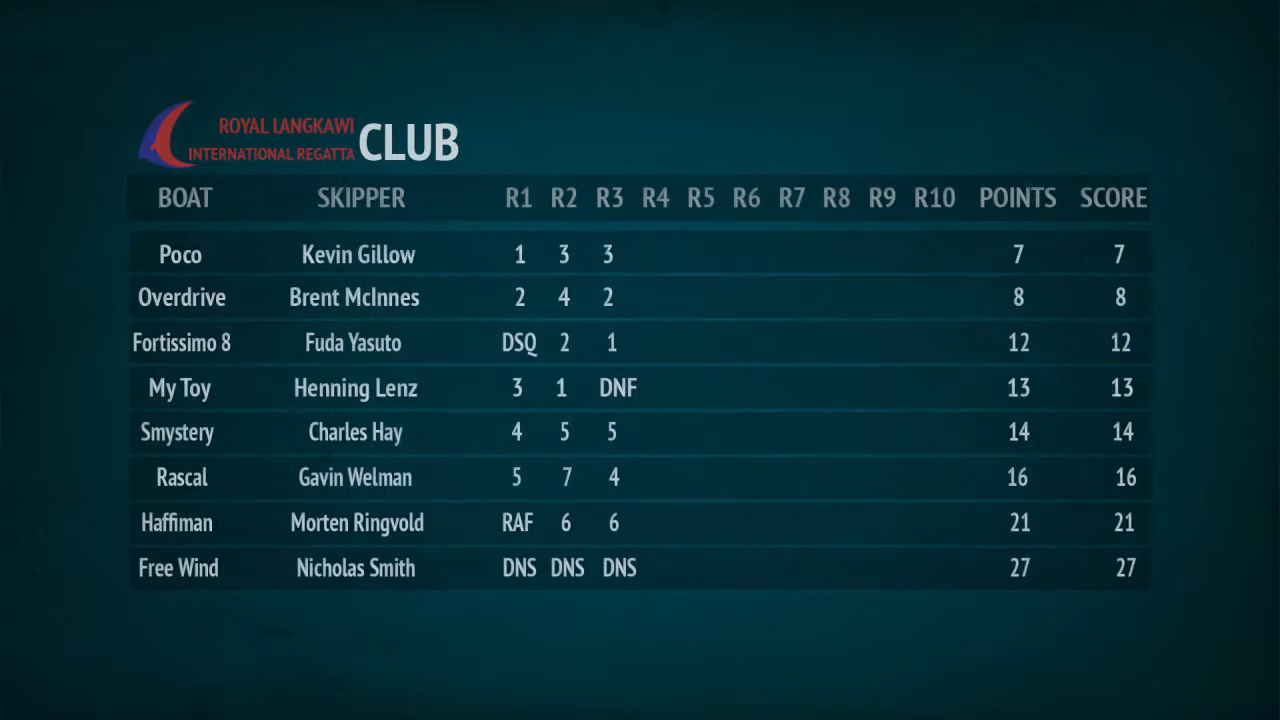 ROYAL LANGKAWI
INTERNATIONAL REGATTA CLUB
BOAT SKIPPER R1 R2 R3 R4 R5 R6 R7 R8 R9 R10 POINTS SCORE
Poco Kevin Gillow 1 3 3 7 7
Overdrive Brent McInnes 2 4 2 8 8
Fortissimo 8 Fuda Yasuto DSQ 2 1 12 12
My Toy Henning Lenz 3 1 DNF 13 13
Smystery Charles Hay 4 5 5 14 14
Rascal Gavin Welman 5 7 4 16 16
Haffiman Morten Ringvold RAF 6 6 21 21
Free Wind Nicholas Smith DNS DNS DNS 27 27